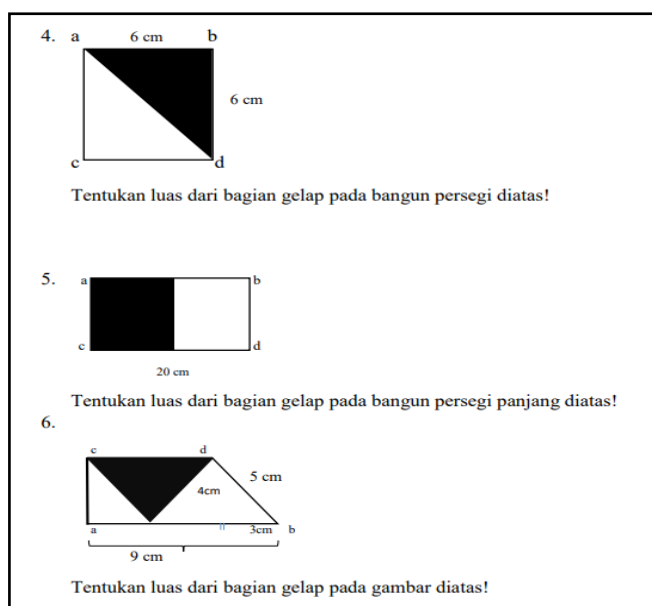 4. a 6 cm b
6 cm
c d
Tentukan luas dari bagian gelap pada bangun persegi diatas!
5. a b
c d
20 cm
Tentukan luas dari bagian gelap pada bangun persegi panjang diatas!
6.
c d
5 cm
4cm
a 3cm b
9 cm
Tentukan luas dari bagian gelap pada gambar diatas!